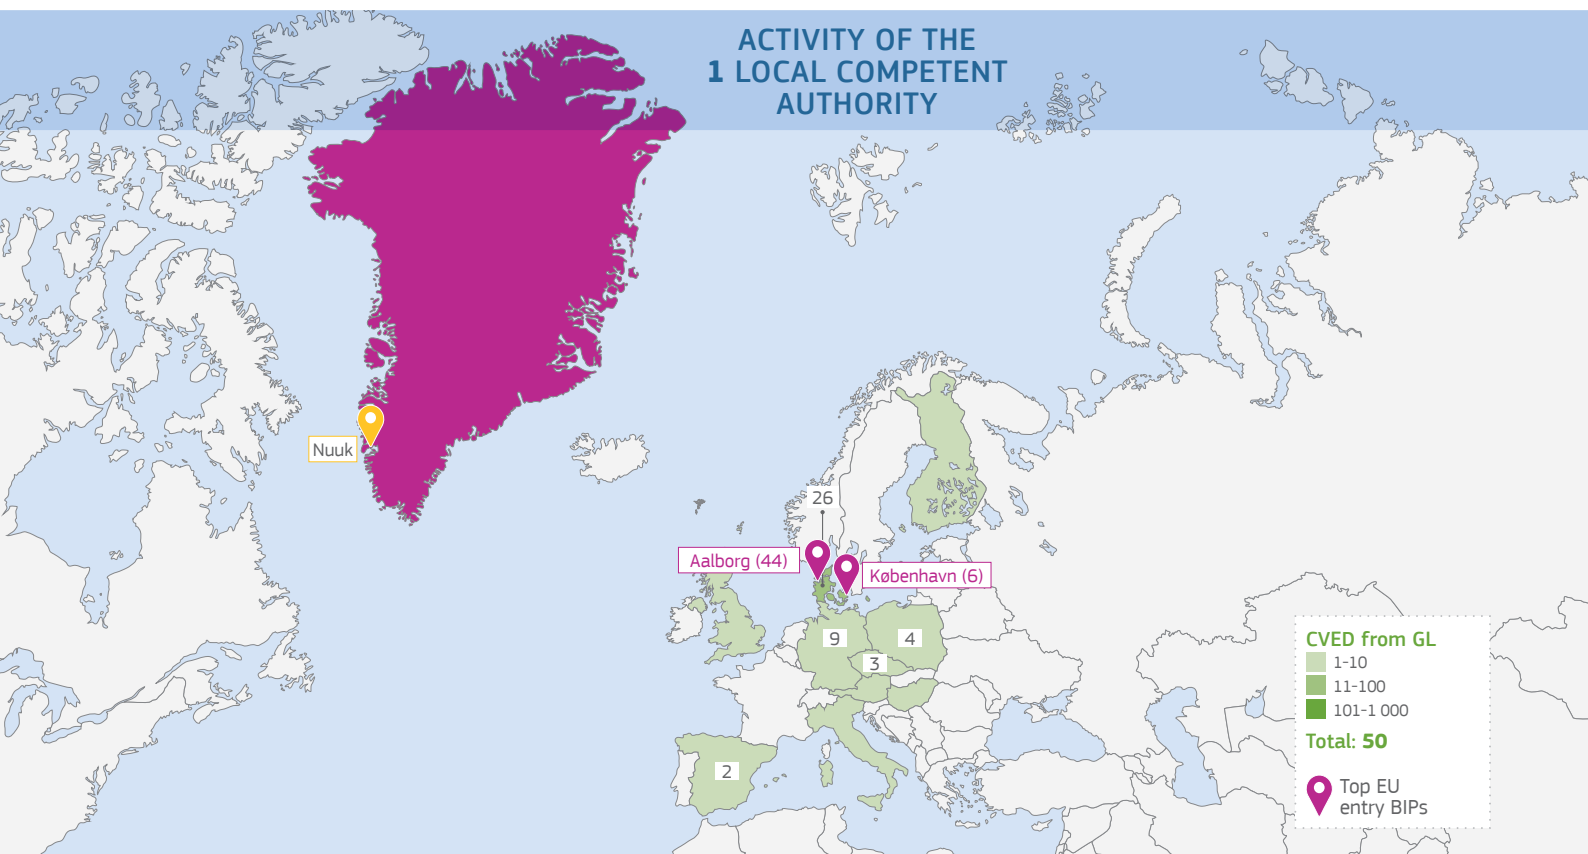 ACTIVITY OF THE
1 LOCAL COMPETENT
AUTHORITY
Nuuk
26
Aalborg (44)
København (6)
9
4
3
2
CVED from GL
1-10
11-100
101-1 000
Total: 50
Top EU
entry BIPs